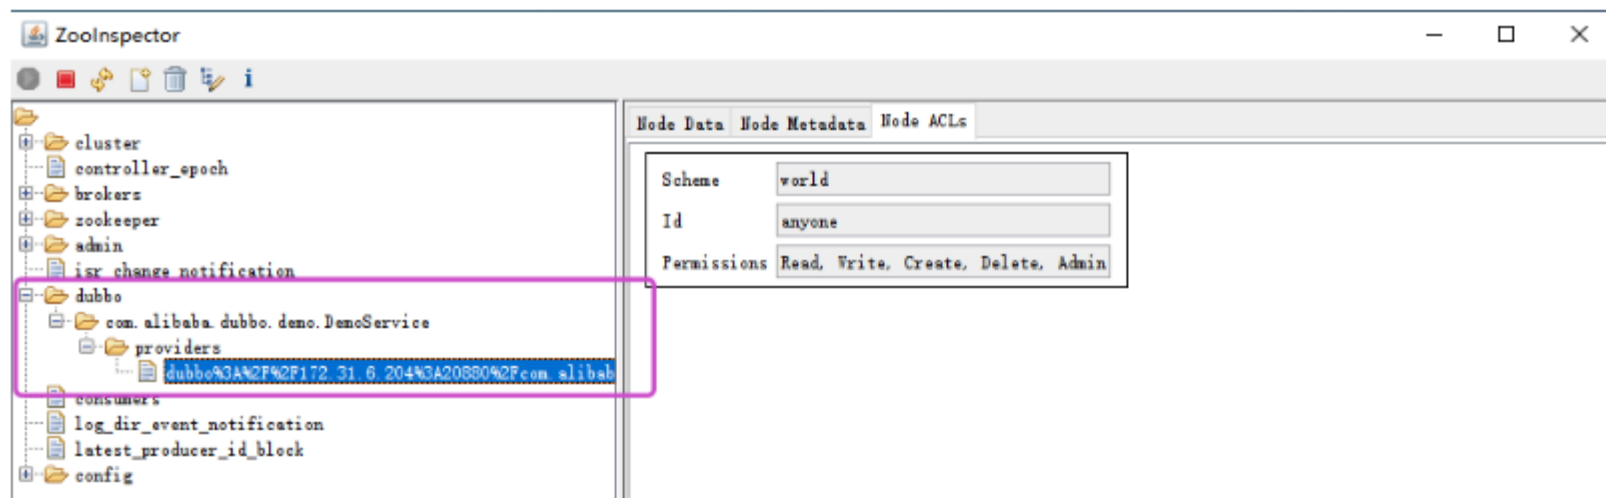 ZooInspector
cluster
controller_epoch
brokers
zookeeper
admin
isr_change_notification
dubbo
com.alibaba.dubbo.demo.DemoService
providers
dubbo%3A%2F%2F172.31.6.204%3A20880%2Fcom.alibab
consumers
log_dir_event_notification
latest_producer_id_block
config
Node Data Node Metadata Node ACLs
Scheme world
Id anyone
Permissions Read, Write, Create, Delete, Admin